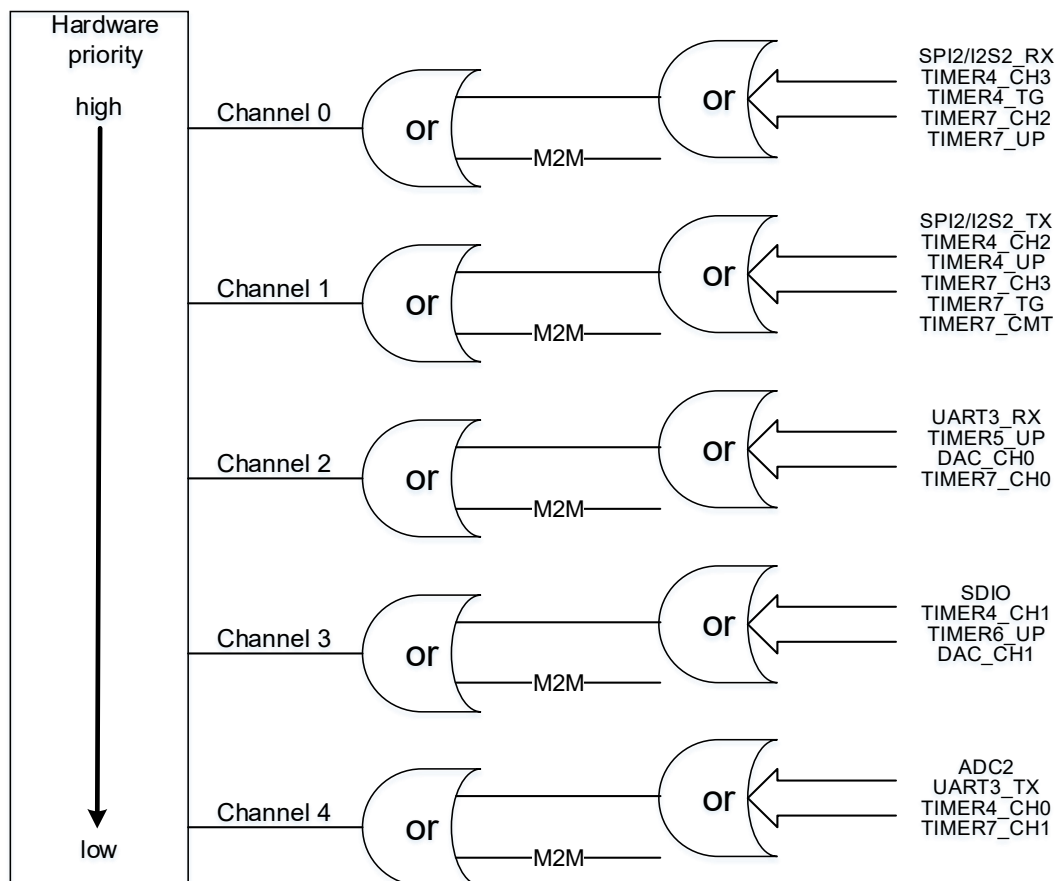 Hardware
priority
high
low
Channel 0
or
M2M
or
SPI2/I2S2_RX
TIMER4_CH3
TIMER4_TG
TIMER7_CH2
TIMER7_UP
Channel 1
or
M2M
or
SPI2/I2S2_TX
TIMER4_CH2
TIMER4_UP
TIMER7_CH3
TIMER7_TG
TIMER7_CMT
Channel 2
or
M2M
or
UART3_RX
TIMER5_UP
DAC_CH0
TIMER7_CH0
Channel 3
or
M2M
or
SDIO
TIMER4_CH1
TIMER6_UP
DAC_CH1
Channel 4
or
M2M
or
ADC2
UART3_TX
TIMER4_CH0
TIMER7_CH1